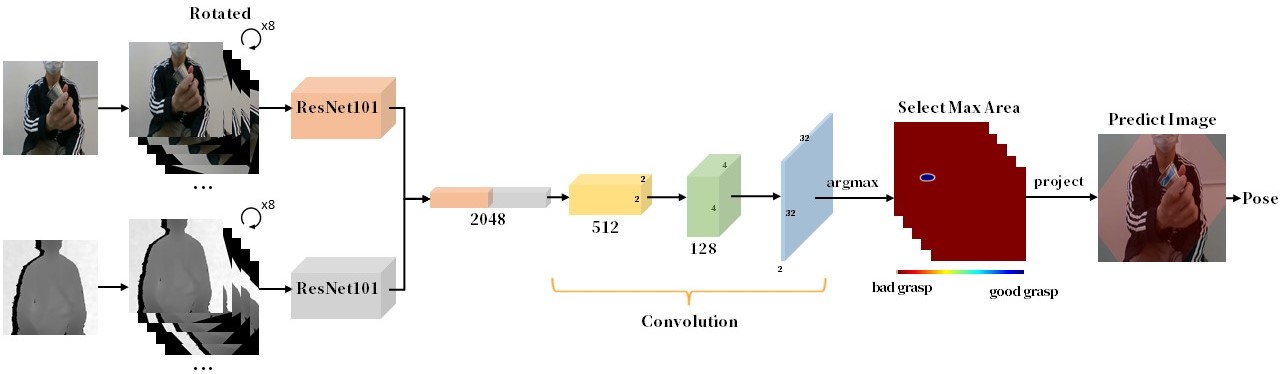 Rotated
x8
ResNet101
...
x8
ResNet101
...
2048
2
2
512
4
4
128
32
32
2
Convolution
argmax
Select Max Area
bad grasp
good grasp
project
Predict Image
Pose